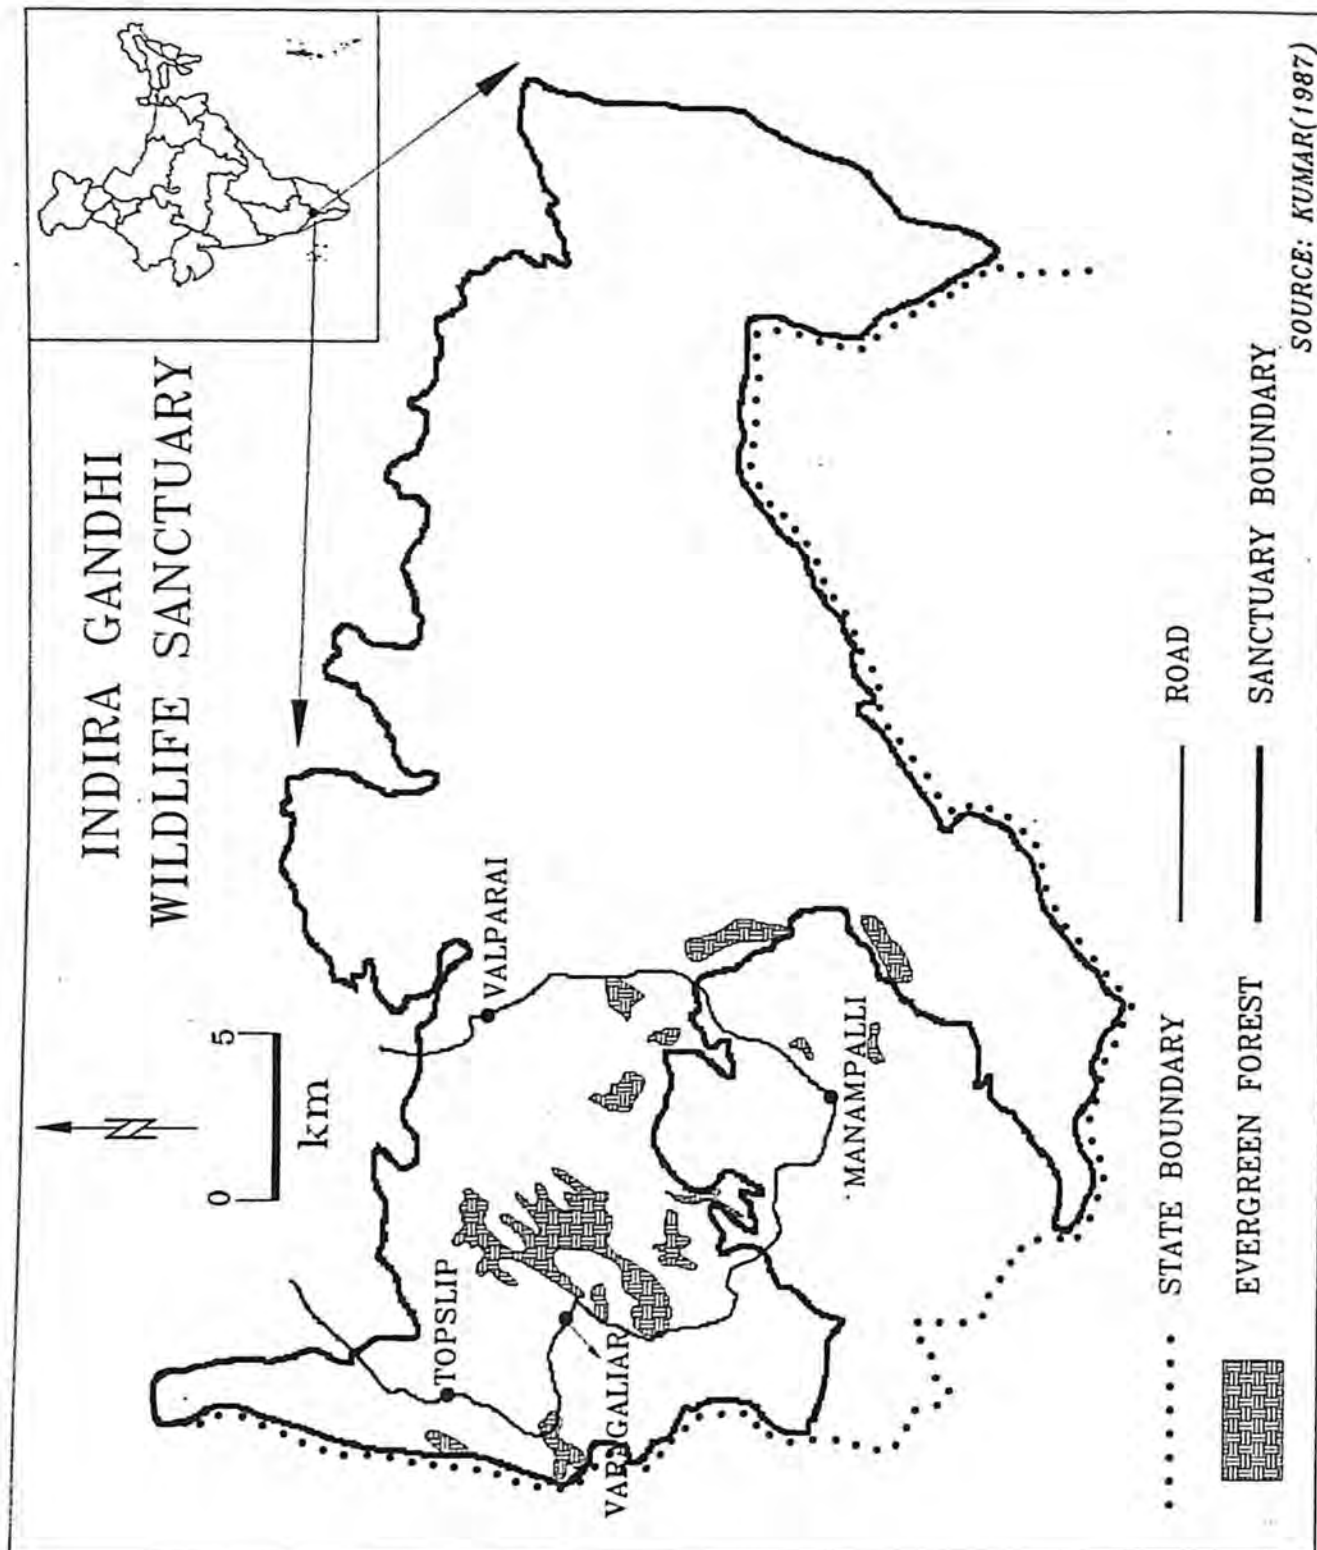 INDIRA GANDHI
WILDLIFE SANCTUARY
N
0 5
km
TOPSLIP
VALPARAI
VARAGALIAR
MANAMPALLI
STATE BOUNDARY
ROAD
EVERGREEN FOREST
SANCTUARY BOUNDARY
SOURCE: KUMAR(1987)